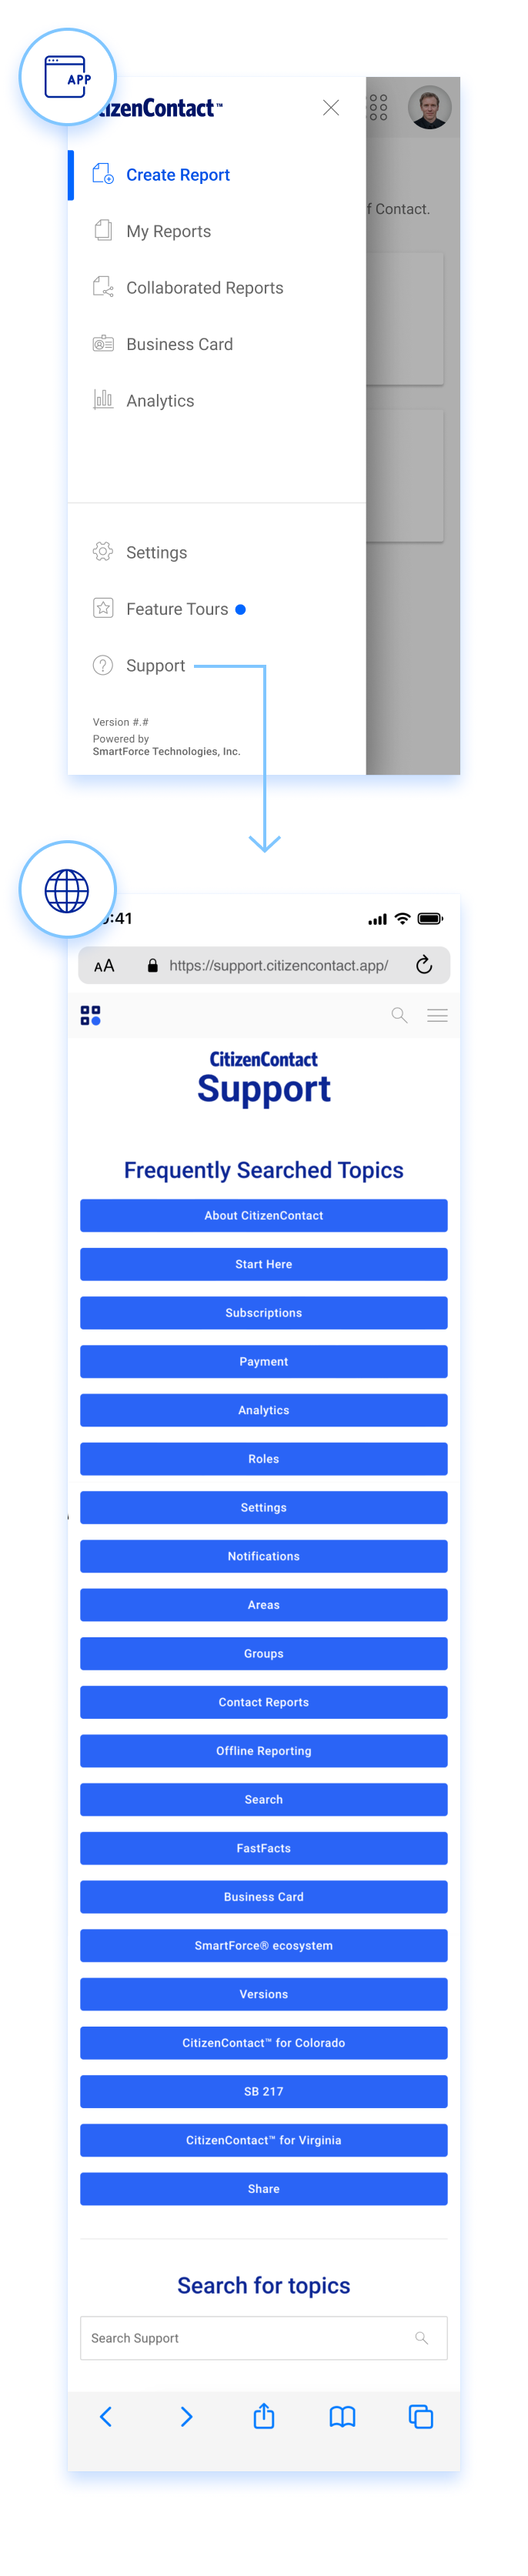 APP
CitizenContact™
Create Report
f Contact.
My Reports
Collaborated Reports
Business Card
Analytics
Settings
Feature Tours
Support
Version #.#
Powered by
SmartForce Technologies, Inc.
9:41
AA https://support.citizencontact.app/
CitizenContact
Support
Frequently Searched Topics
About CitizenContact
Start Here
Subscriptions
Payment
Analytics
Roles
Settings
Notifications
Areas
Groups
Contact Reports
Offline Reporting
Search
FastFacts
Business Card
SmartForce® ecosystem
Versions
CitizenContact™ for Colorado
SB 217
CitizenContact™ for Virginia
Share
Search for topics
Search Support